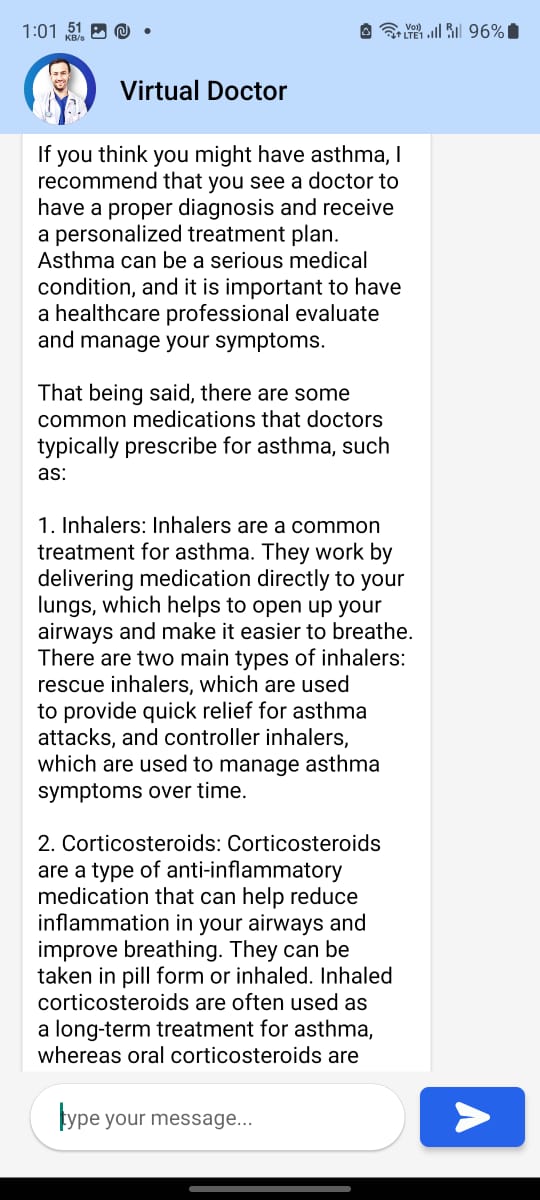 1:01 51 KB/s
Vo)) LTE1 R 96%
Virtual Doctor
If you think you might have asthma, I
recommend that you see a doctor to
have a proper diagnosis and receive
a personalized treatment plan.
Asthma can be a serious medical
condition, and it is important to have
a healthcare professional evaluate
and manage your symptoms.
That being said, there are some
common medications that doctors
typically prescribe for asthma, such
as:
1. Inhalers: Inhalers are a common
treatment for asthma. They work by
delivering medication directly to your
lungs, which helps to open up your
airways and make it easier to breathe.
There are two main types of inhalers:
rescue inhalers, which are used
to provide quick relief for asthma
attacks, and controller inhalers,
which are used to manage asthma
symptoms over time.
2. Corticosteroids: Corticosteroids
are a type of anti-inflammatory
medication that can help reduce
inflammation in your airways and
improve breathing. They can be
taken in pill form or inhaled. Inhaled
corticosteroids are often used as
a long-term treatment for asthma,
whereas oral corticosteroids are
type your message...